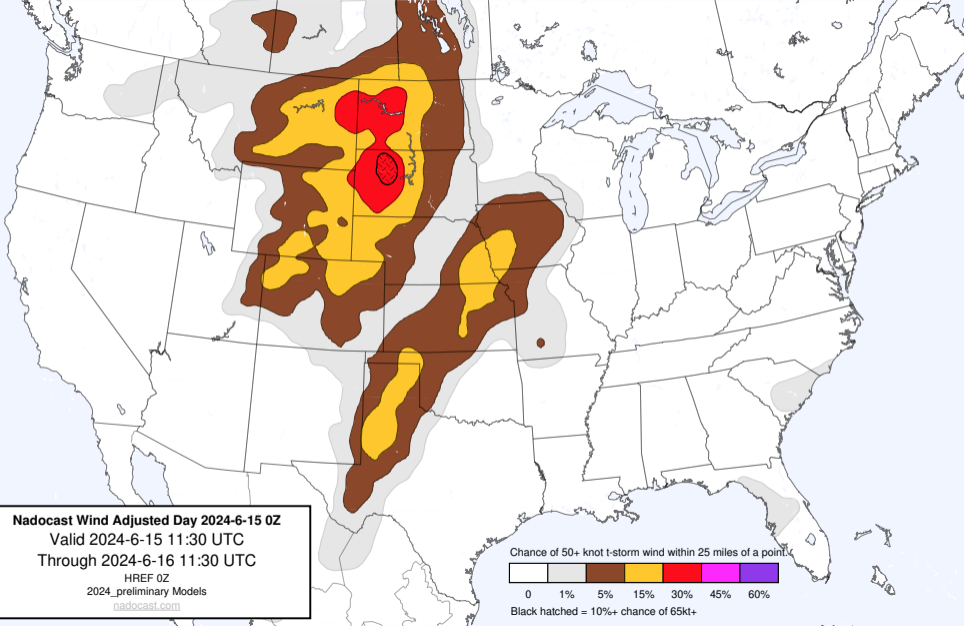 Nadocast Wind Adjusted Day 2024-6-15 0Z
Valid 2024-6-15 11:30 UTC
Through 2024-6-16 11:30 UTC
HREF 0Z
2024_preliminary Models
nadocast.com
Chance of 50+ knot t-storm wind within 25 miles of a point.
0 1% 5% 15% 30% 45% 60%
Black hatched = 10%+ chance of 65kt+